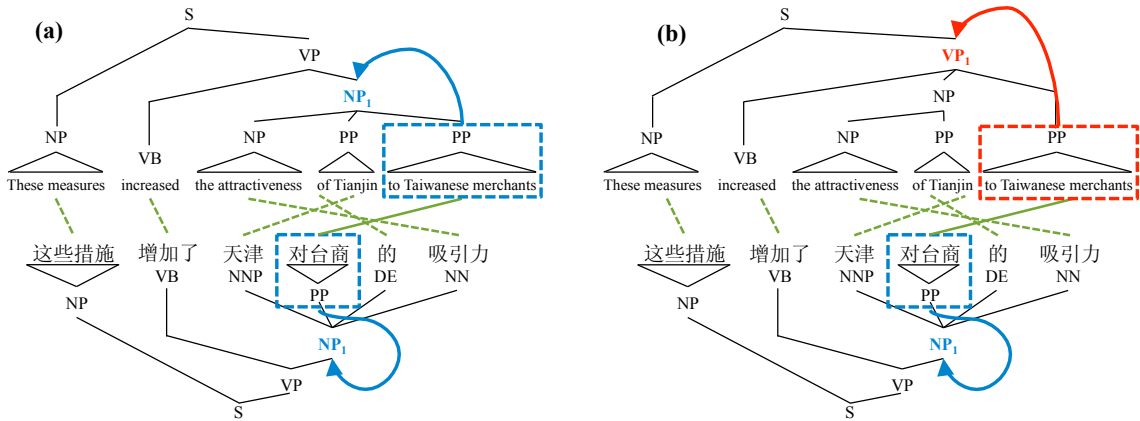 (a)
S
VP
NP₁
NP
VB
NP
PP
PP
These measures increased the attractiveness of Tianjin to Taiwanese merchants
这些措施 增加了 天津 对台商 的 吸引力
VB NNP DE NN
NP
PP
NP₁
VP
S
(b)
S
VP₁
NP
NP
VB
NP
PP
PP
These measures increased the attractiveness of Tianjin to Taiwanese merchants
这些措施 增加了 天津 对台商 的 吸引力
VB NNP DE NN
NP
PP
NP₁
VP
S